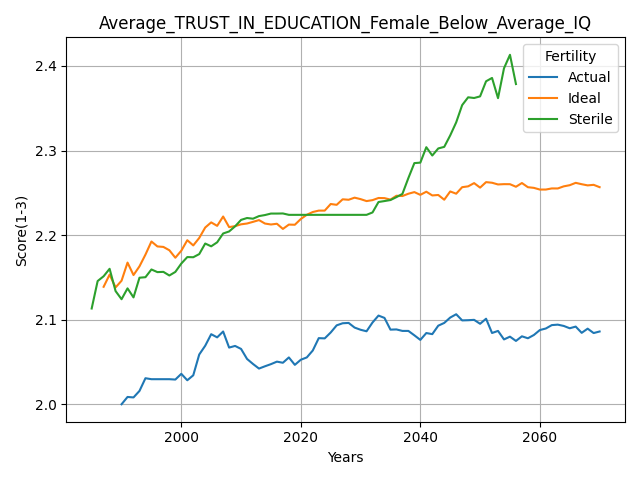 Average_TRUST_IN_EDUCATION_Female_Below_Average_IQ
Fertility
Actual
Ideal
Sterile
Score(1-3)
2.4
2.3
2.2
2.1
2.0
2000
2020
2040
2060
Years